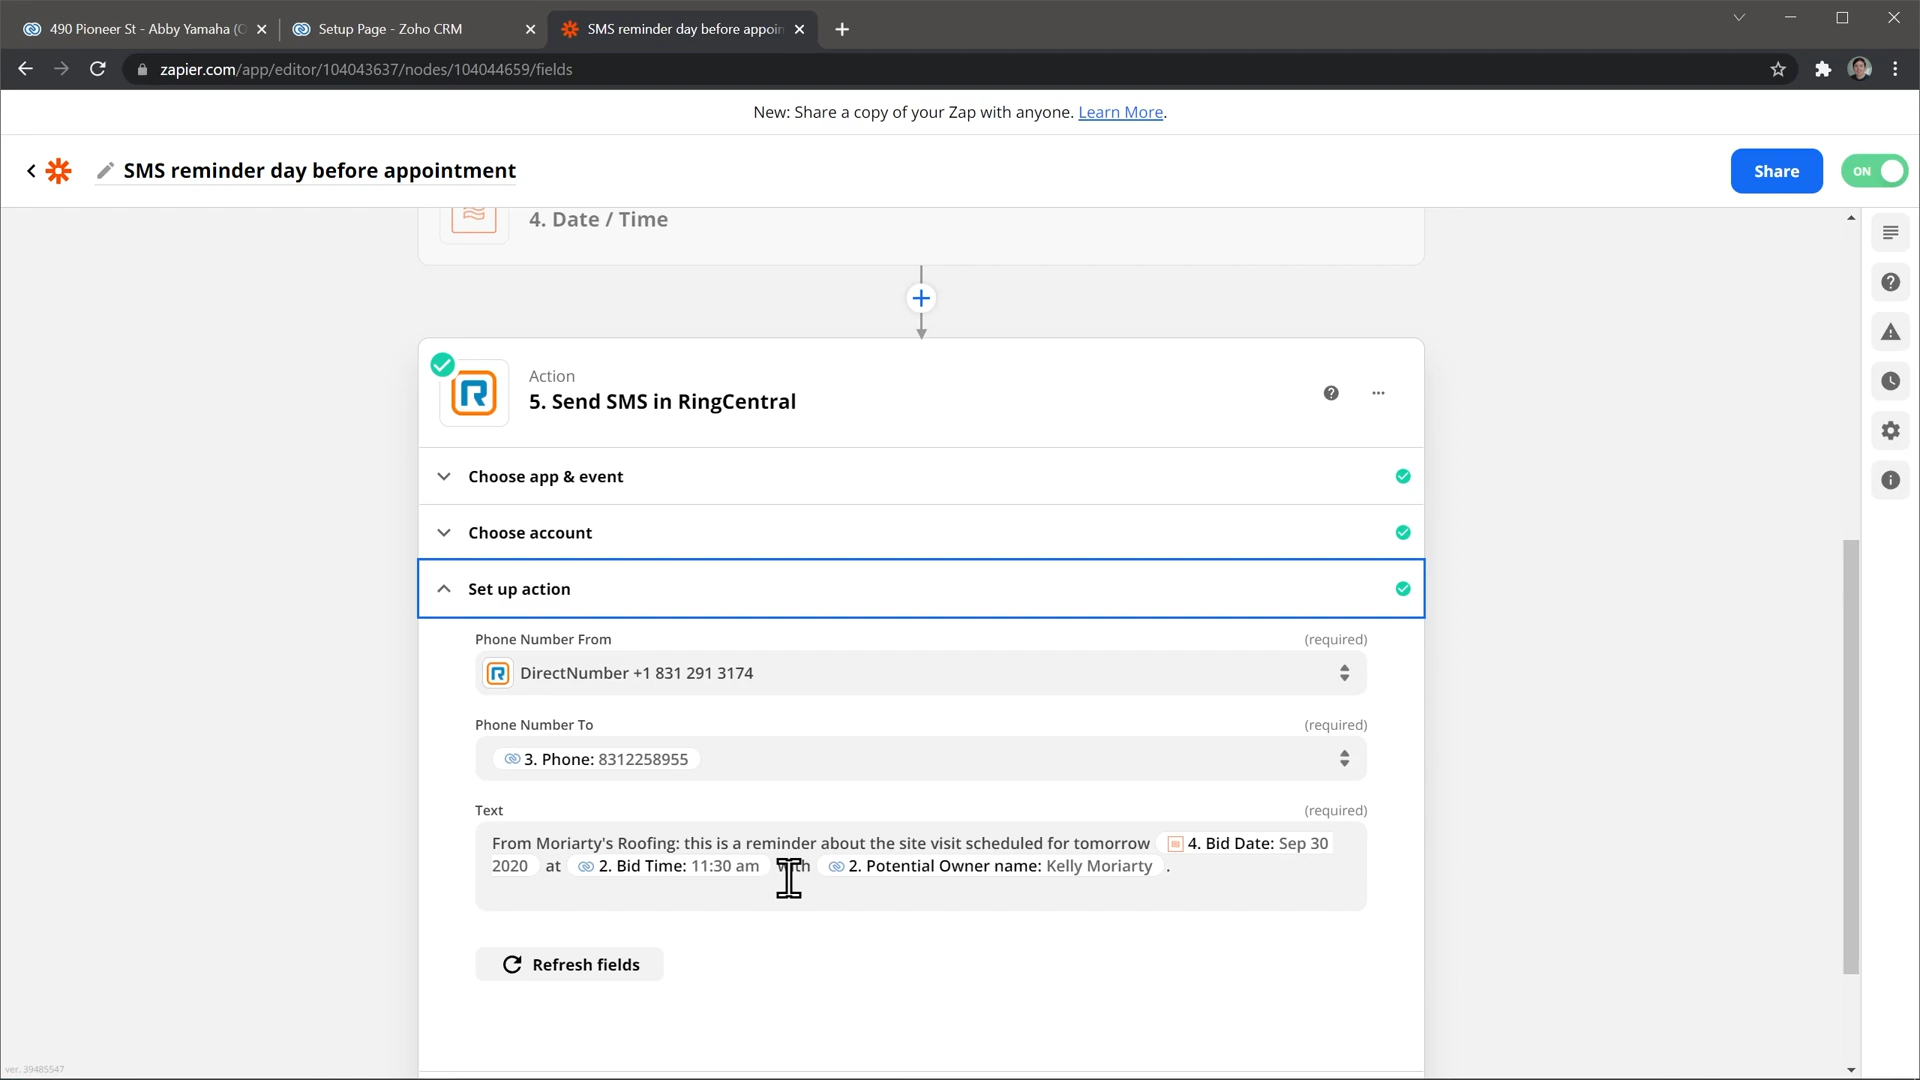 490 Pioneer St - Abby Yamaha (
Setup Page - Zoho CRM
SMS reminder day before appoin
zapier.com/app/editor/104043637/nodes/104044659/fields
New: Share a copy of your Zap with anyone. Learn More.
SMS reminder day before appointment
Share
ON
4. Date / Time
Action
5. Send SMS in RingCentral
Choose app & event
Choose account
Set up action
Phone Number From (required)
DirectNumber +1 831 291 3174
Phone Number To (required)
3. Phone: 8312258955
Text (required)
From Moriarty's Roofing: this is a reminder about the site visit scheduled for tomorrow 4. Bid Date: Sep 30
2020 at 2. Bid Time: 11:30 am with 2. Potential Owner name: Kelly Moriarty .
Refresh fields
ver. 39485547